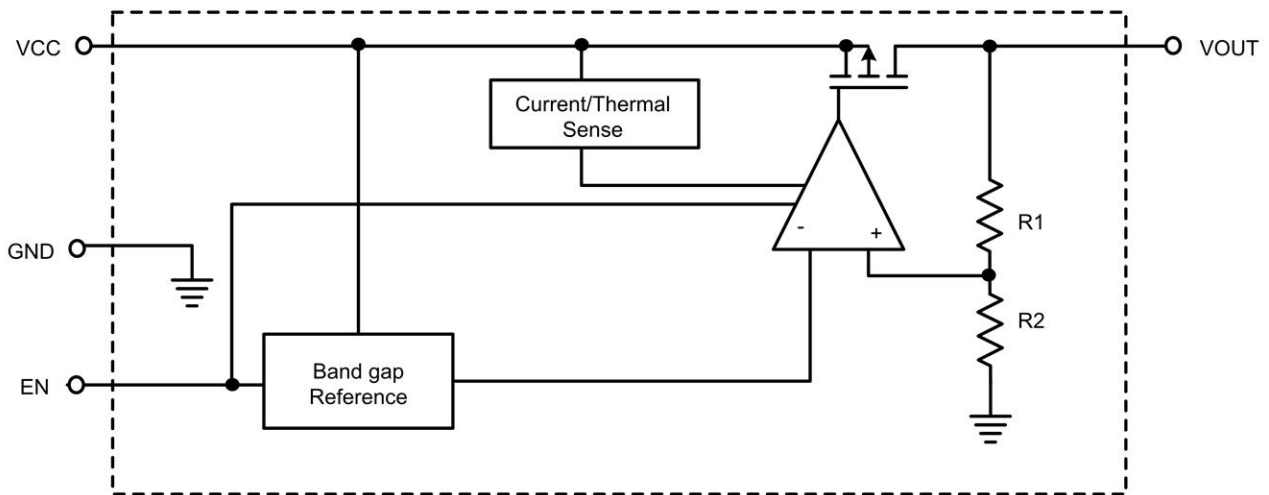 VCC
VOUT
Current/Thermal
Sense
- +
R1
GND
R2
EN
Band gap
Reference